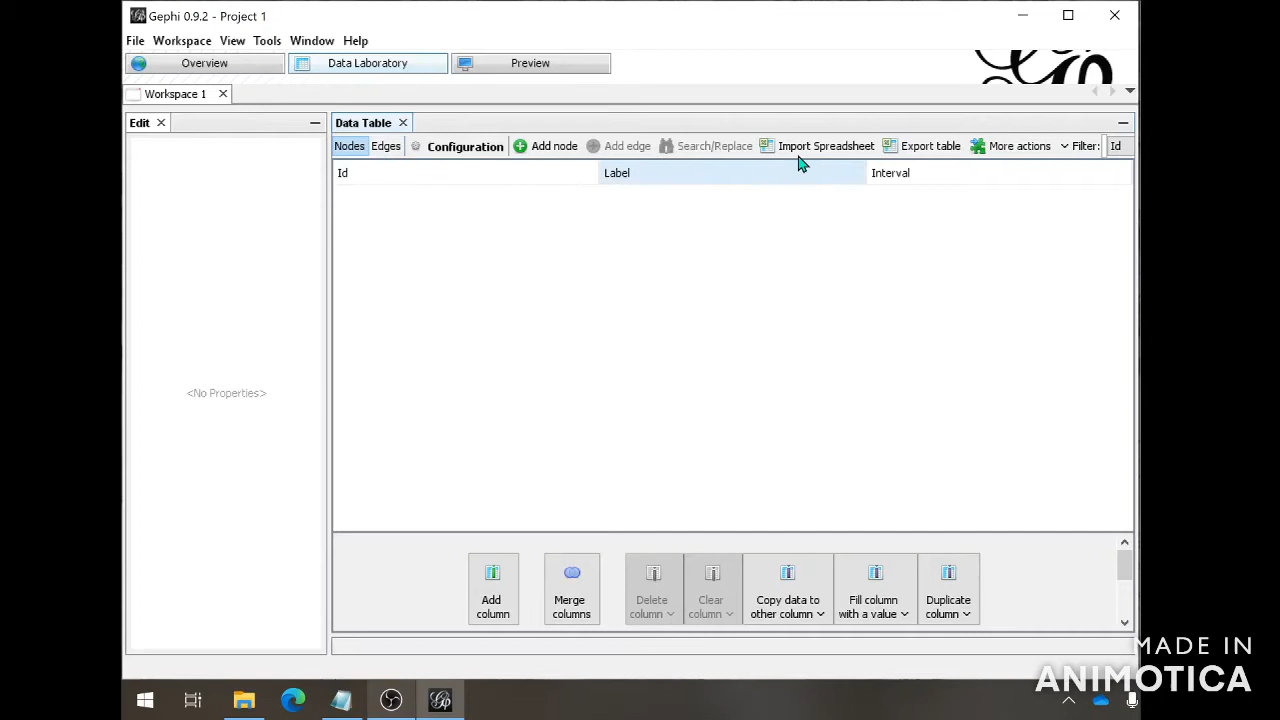 Gephi 0.9.2 - Project 1
File Workspace View Tools Window Help
Overview Data Laboratory Preview
Workspace 1
Edit
Data Table
Nodes Edges Configuration Add node Add edge Search/Replace Import Spreadsheet Export table More actions Filter: Id
Id Label Interval
<No Properties>
Add column
Merge columns
Delete column
Clear column
Copy data to other column
Fill column with a value
Duplicate column
MADE IN
ANIMOTICA